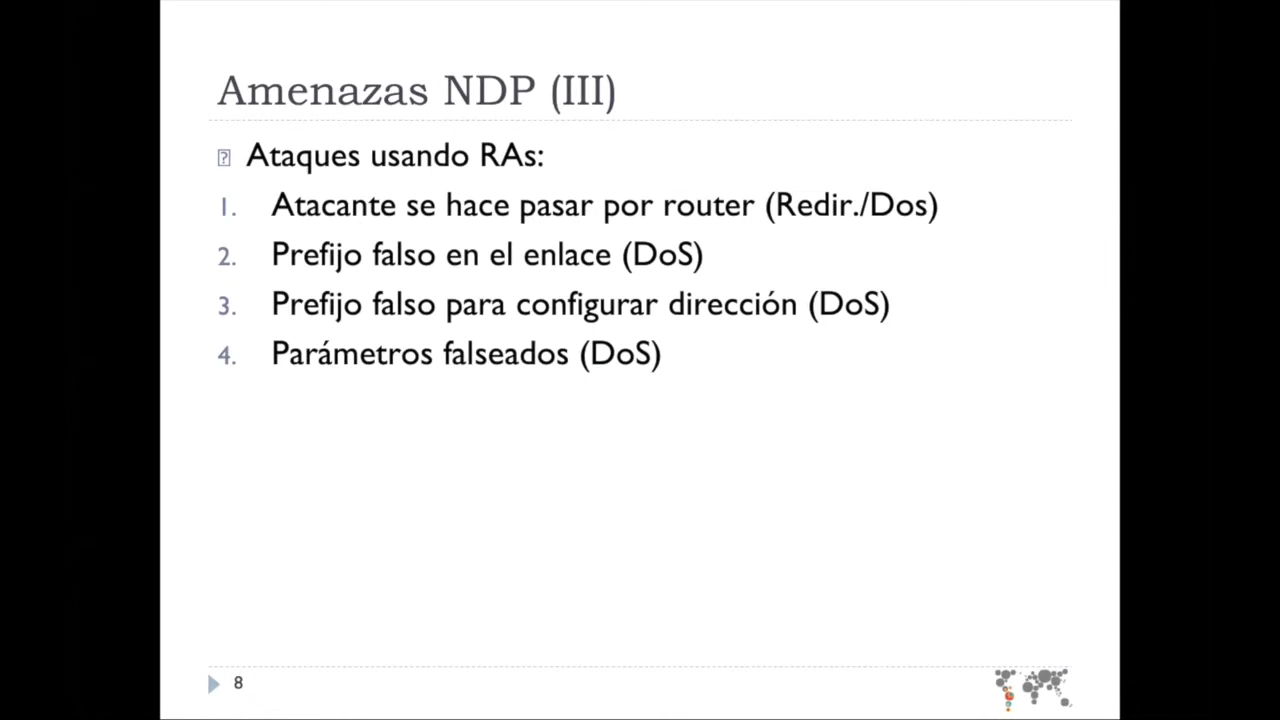 Amenazas NDP (III)
Ataques usando RAs:
1. Atacante se hace pasar por router (Redir./Dos)
2. Prefijo falso en el enlace (DoS)
3. Prefijo falso para configurar dirección (DoS)
4. Parámetros falseados (DoS)
8